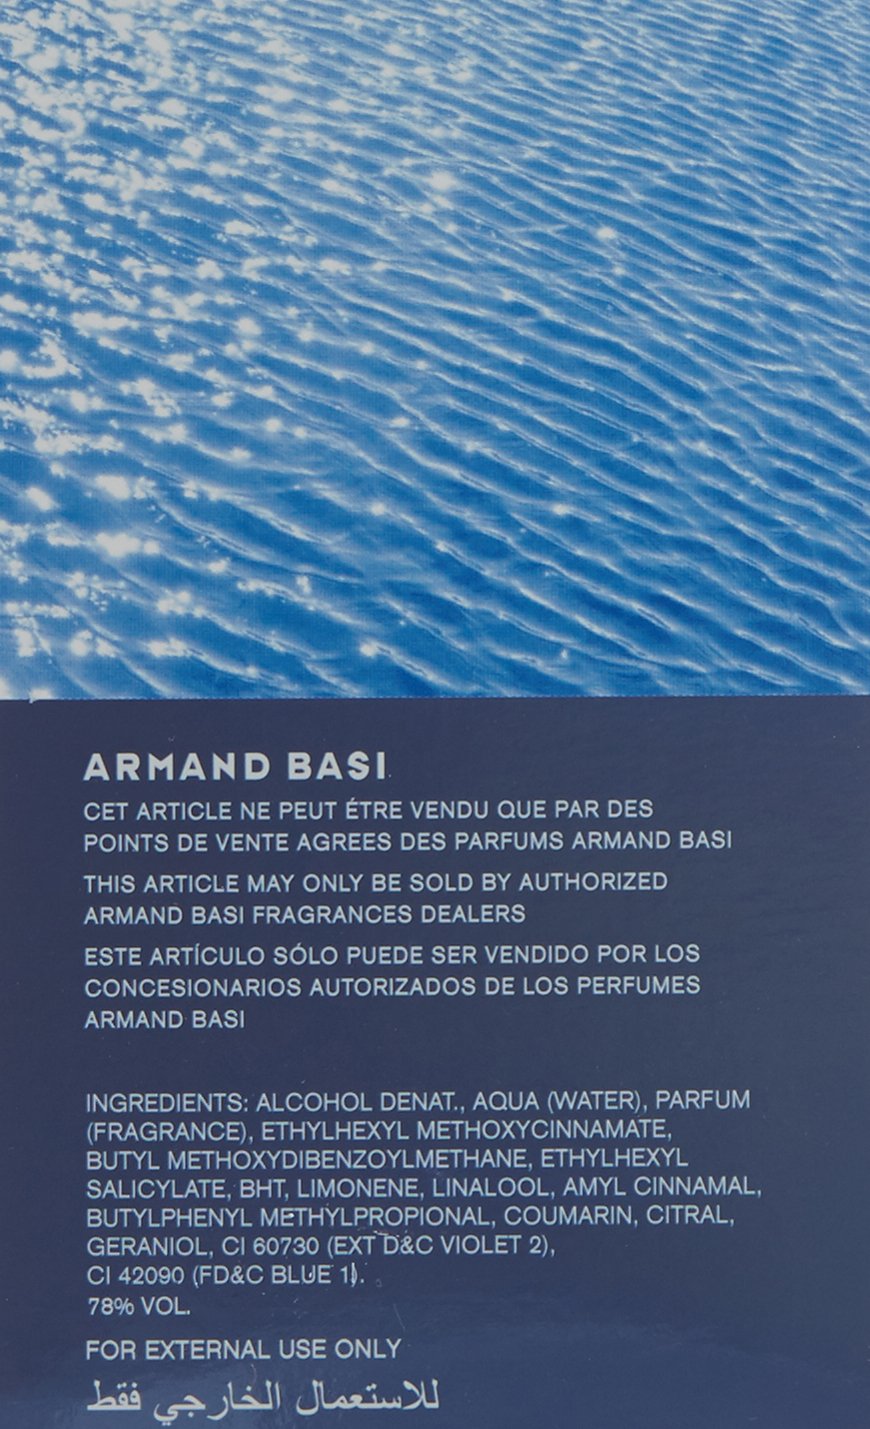 ARMAND BASI
CET ARTICLE NE PEUT ÉTRE VENDU QUE PAR DES
POINTS DE VENTE AGREES DES PARFUMS ARMAND BASI
THIS ARTICLE MAY ONLY BE SOLD BY AUTHORIZED
ARMAND BASI FRAGRANCES DEALERS
ESTE ARTÍCULO SÓLO PUEDE SER VENDIDO POR LOS
CONCESIONARIOS AUTORIZADOS DE LOS PERFUMES
ARMAND BASI
INGREDIENTS: ALCOHOL DENAT., AQUA (WATER), PARFUM
(FRAGRANCE), ETHYLHEXYL METHOXYCINNAMATE,
BUTYL METHOXYDIBENZOYLMETHANE, ETHYLHEXYL
SALICYLATE, BHT, LIMONENE, LINALOOL, AMYL CINNAMAL,
BUTYLPHENYL METHYLPROPIONAL, COUMARIN, CITRAL,
GERANIOL, CI 60730 (EXT D&C VIOLET 2),
CI 42090 (FD&C BLUE 1).
78% VOL.
FOR EXTERNAL USE ONLY
للاستعمال الخارجي فقط